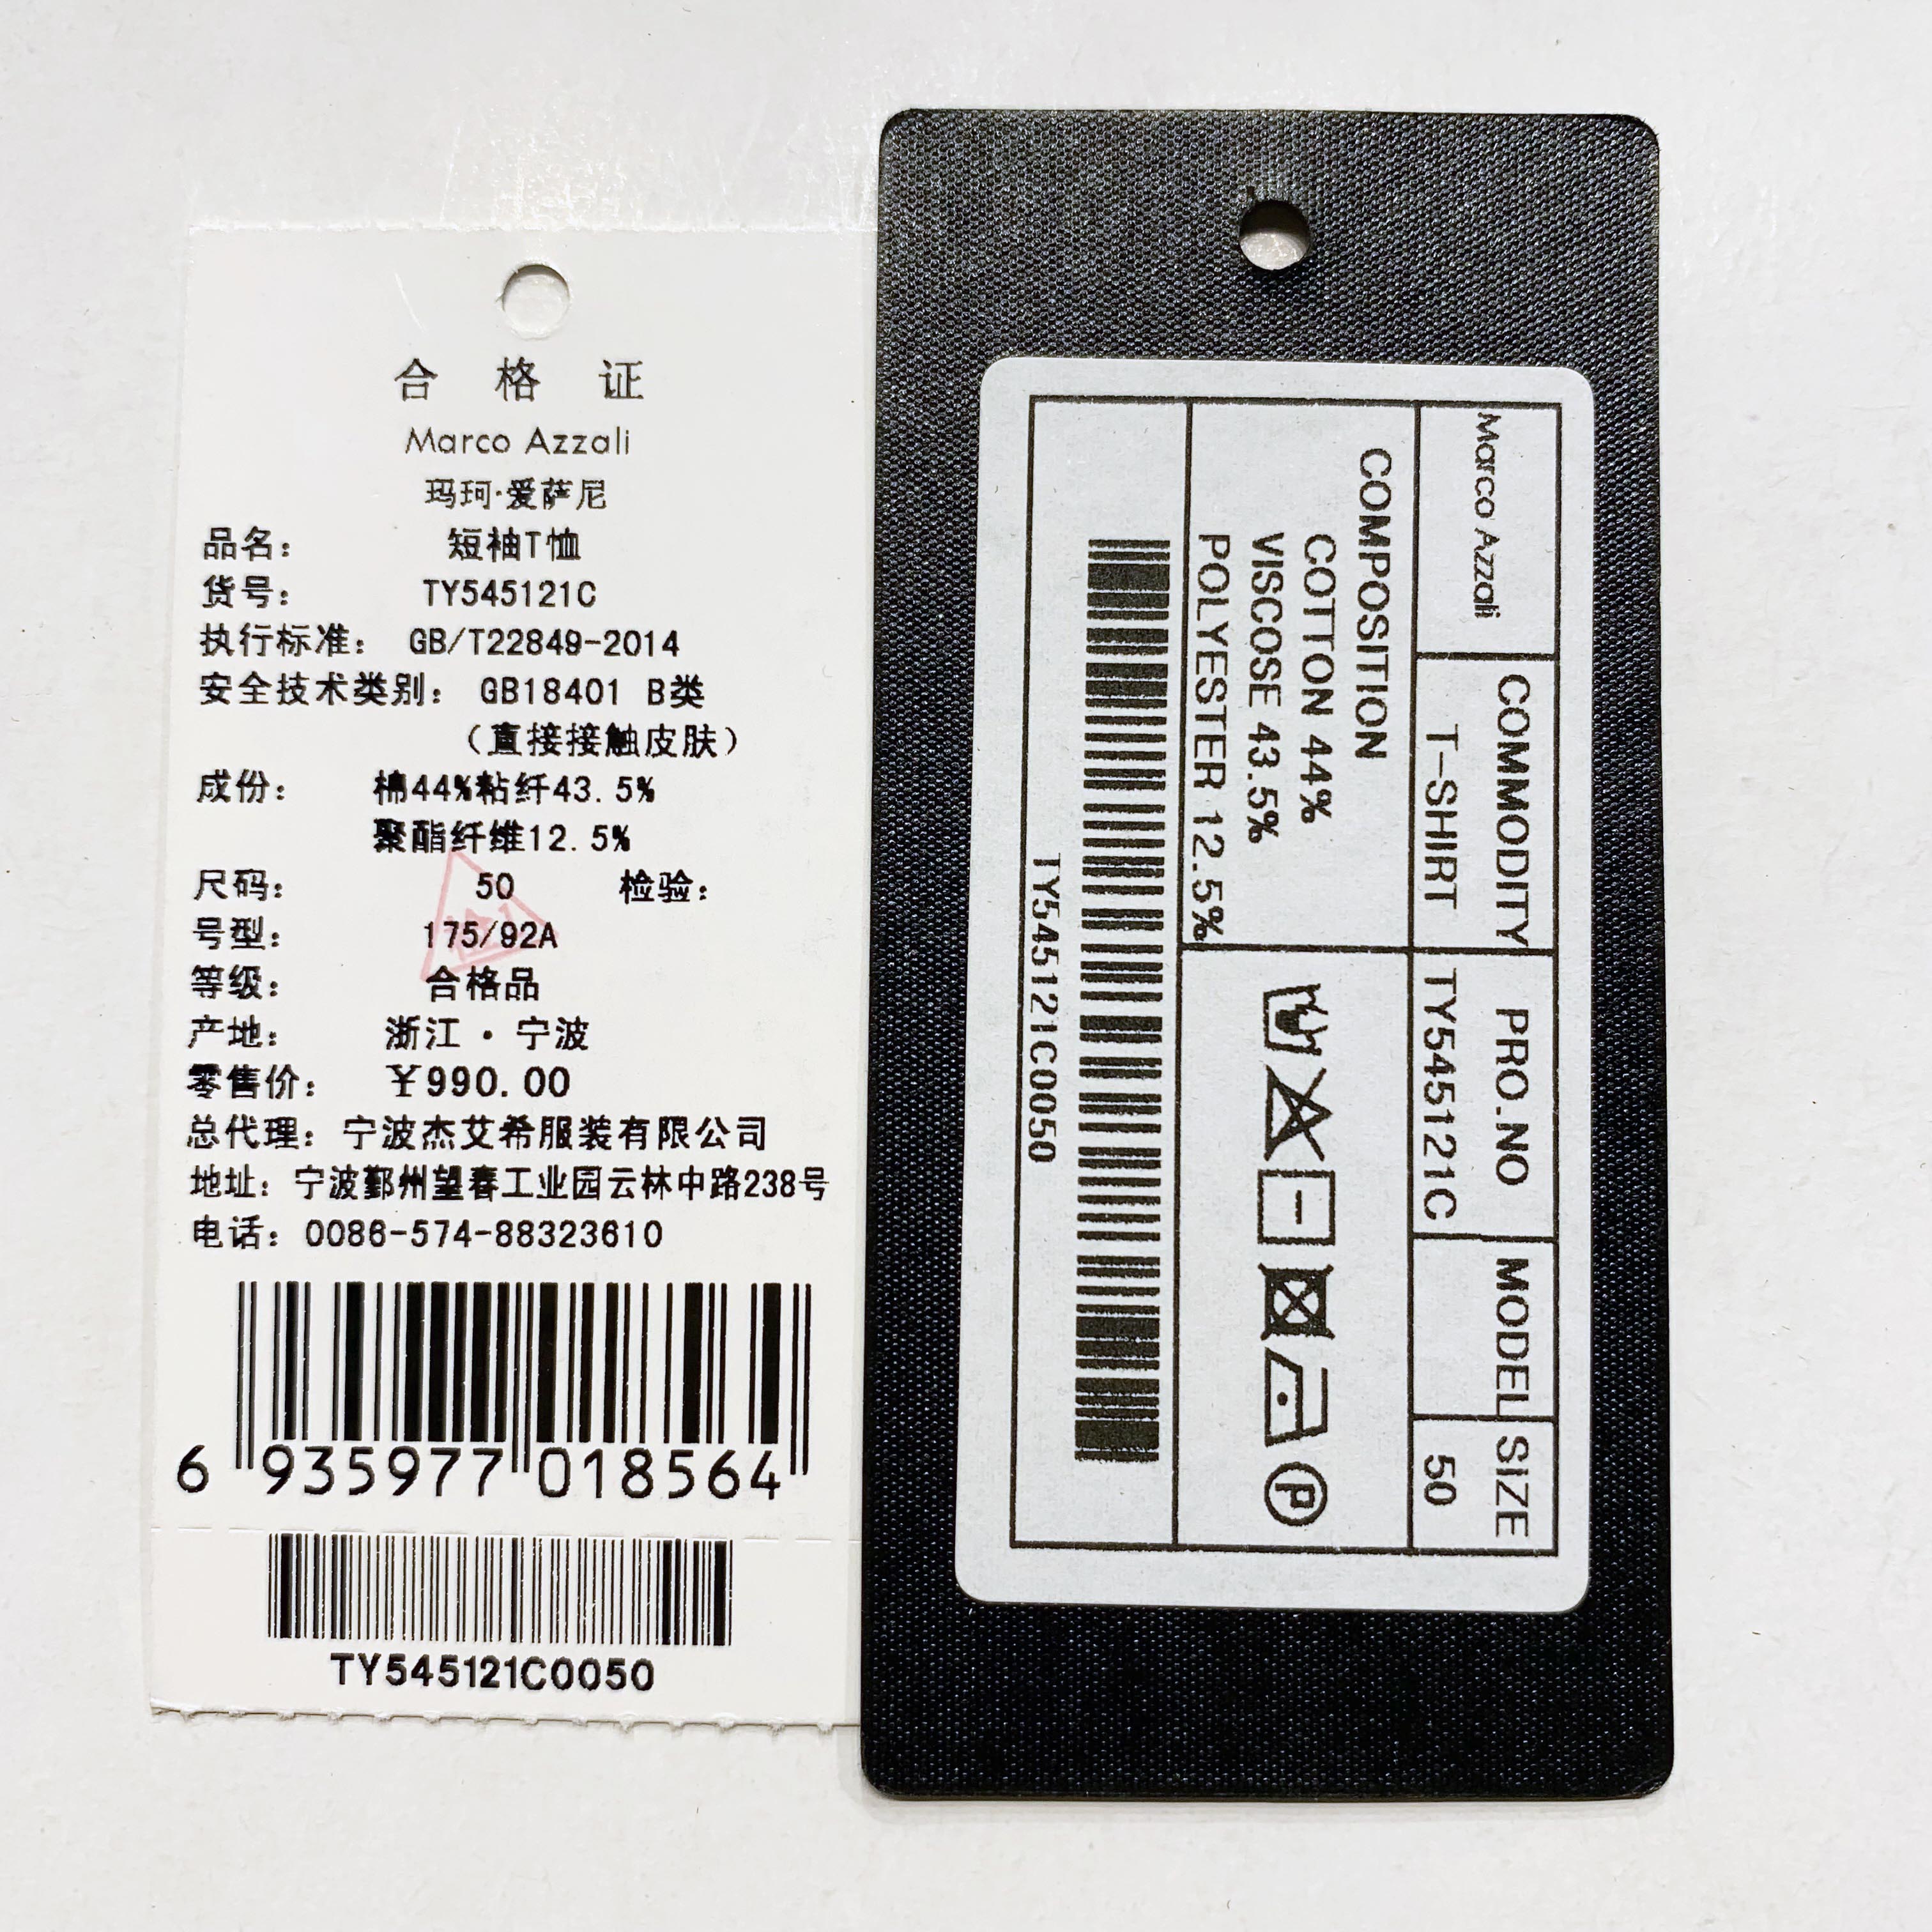 合格证
Marco Azzali
玛珂·爱萨尼
品名： 短袖T恤
货号： TY545121C
执行标准： GB/T22849-2014
安全技术类别： GB18401 B类
（直接接触皮肤）
成份： 棉44%粘纤43.5%
聚酯纤维12.5%
尺码： 50 检验：
号型： 175/92A
等级： 合格品
产地： 浙江·宁波
零售价： ￥990.00
总代理：宁波杰艾希服装有限公司
地址：宁波鄞州望春工业园云林中路238号
电话：0086-574-88323610
6 935977 018564
TY545121C0050
Marco Azzali COMMODITY PRO.NO MODEL SIZE
T-SHIRT TY545121C 50
COMPOSITION
COTTON 44%
VISCOSE 43.5%
POLYESTER 12.5%
P
TY545121C0050